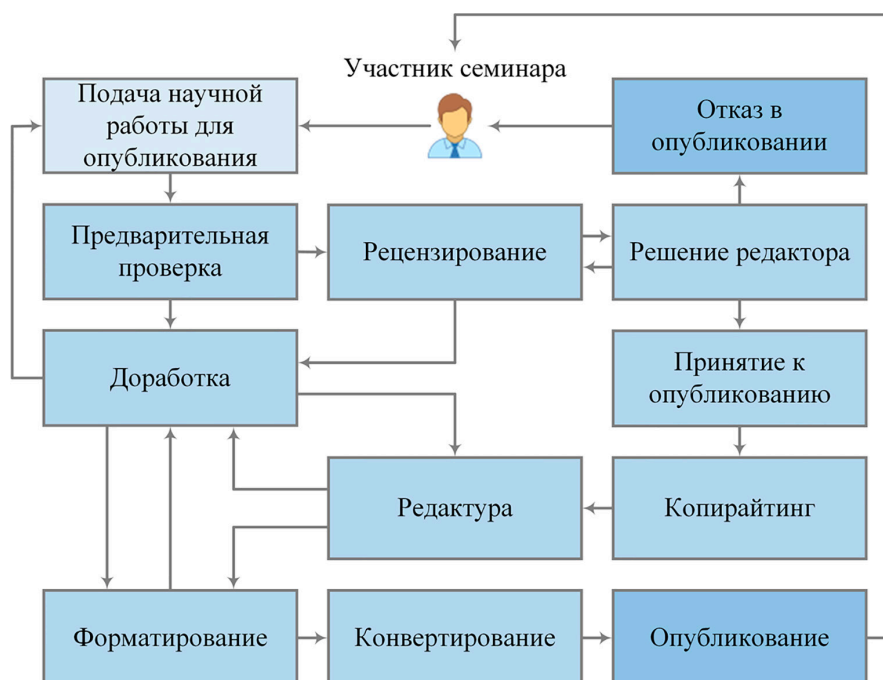 Участник семинара
Подача научной
работы для
опубликования
Отказ в
опубликовании
Предварительная
проверка
Рецензирование
Решение редактора
Доработка
Принятие к
опубликованию
Редактура
Копирайтинг
Форматирование
Конвертирование
Опубликование